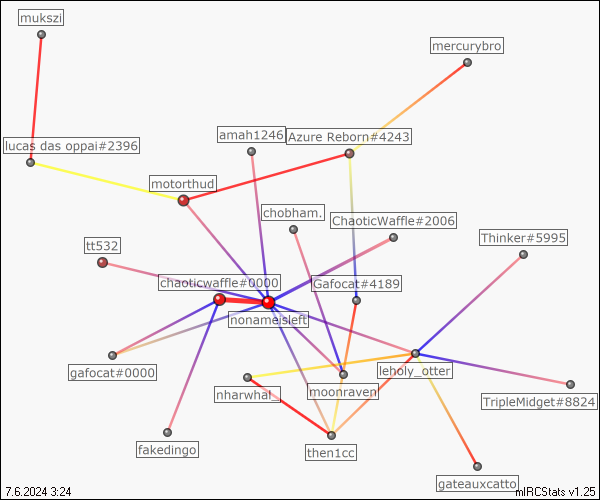 mukszi
mercurybro
amah1246
Azure Reborn#4243
lucas das oppai#2396
motorthud
chobham.
ChaoticWaffle#2006
Thinker#5995
tt532
chaoticwaffle#0000
Gafocat#4189
nonameisleft
gafocat#0000
leholy_otter
nharwhal_
moonraven
TripleMidget#8824
fakedingo
then1cc
gateauxcatto
7.6.2024 3:24
mIRCStats v1.25